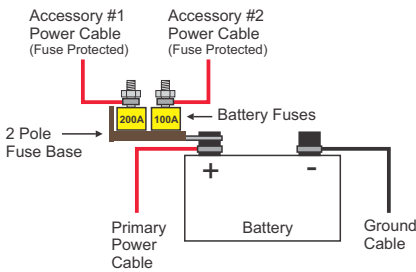 Accessory #1
Power Cable
(Fuse Protected)
Accessory #2
Power Cable
(Fuse Protected)
200A
100A
Battery Fuses
2 Pole
Fuse Base
+
-
Battery
Primary
Power
Cable
Ground
Cable